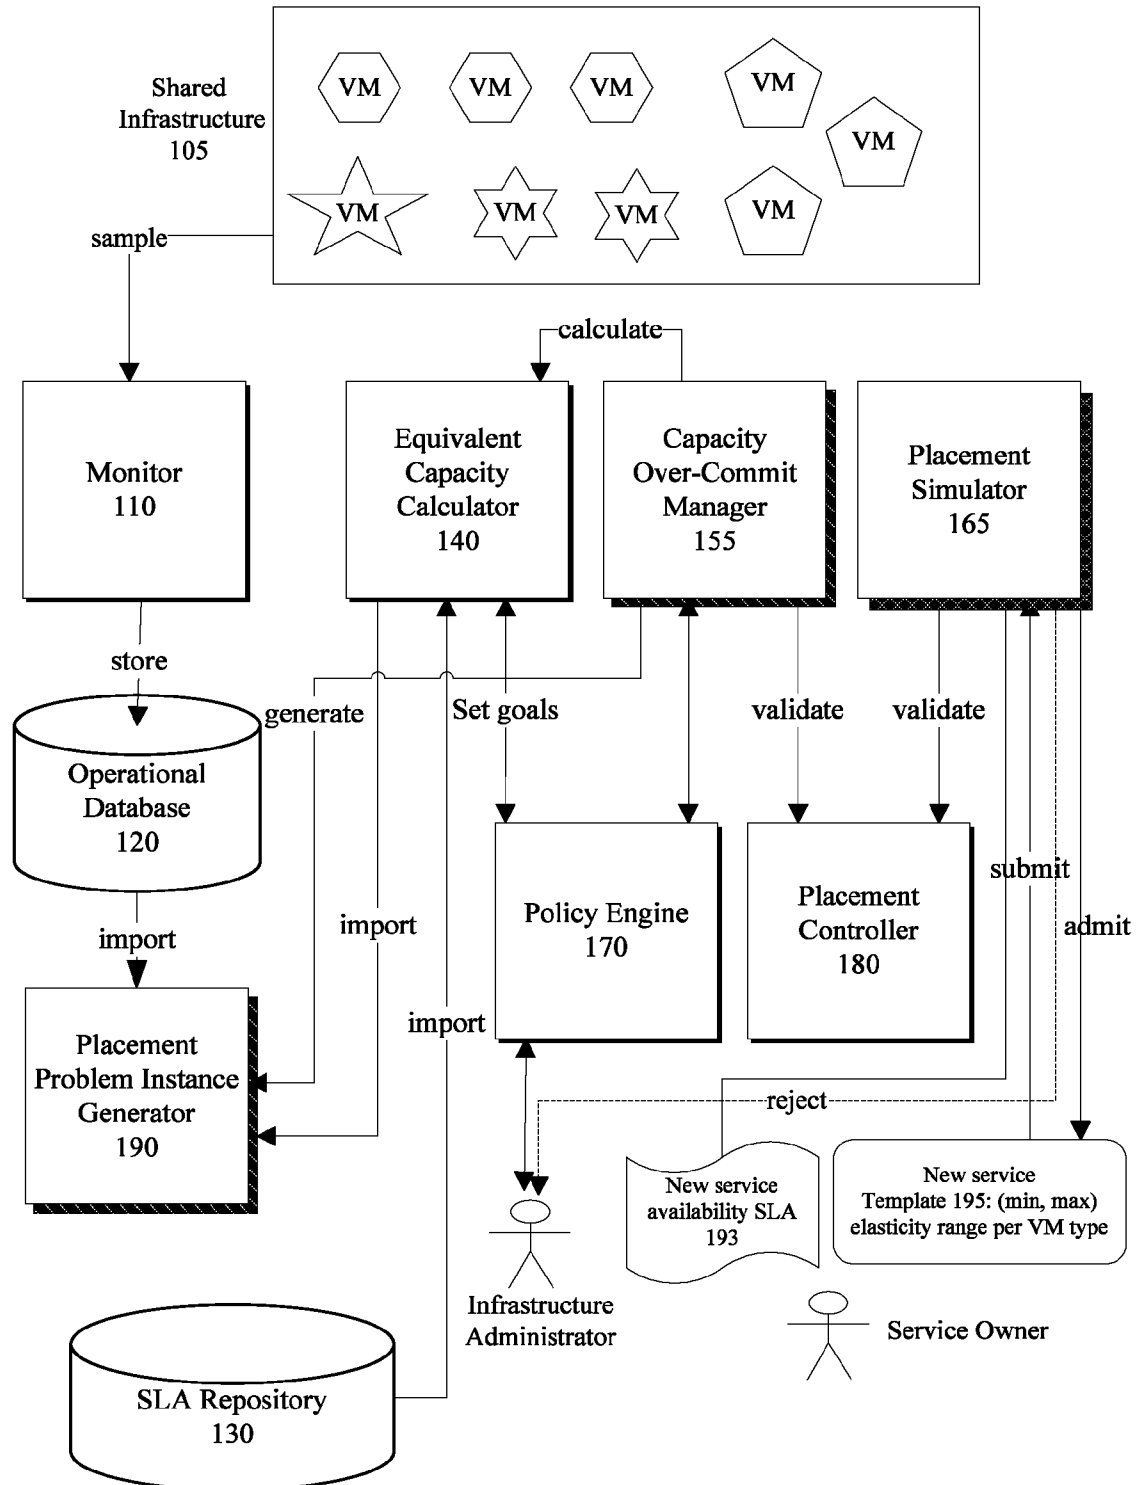 VM
VM
VM
VM
VM
Shared
Infrastructure
105
VM
VM
VM
VM
sample
calculate
Monitor
110
Equivalent
Capacity
Calculator
140
Capacity
Over-Commit
Manager
155
Placement
Simulator
165
store
generate
Set goals
validate
validate
Operational
Database
120
import
import
Policy Engine
170
Placement
Controller
180
submit
admit
import
Placement
Problem Instance
Generator
190
reject
New service
availability SLA
193
New service
Template 195: (min, max)
elasticity range per VM type
Infrastructure
Administrator
Service Owner
SLA Repository
130